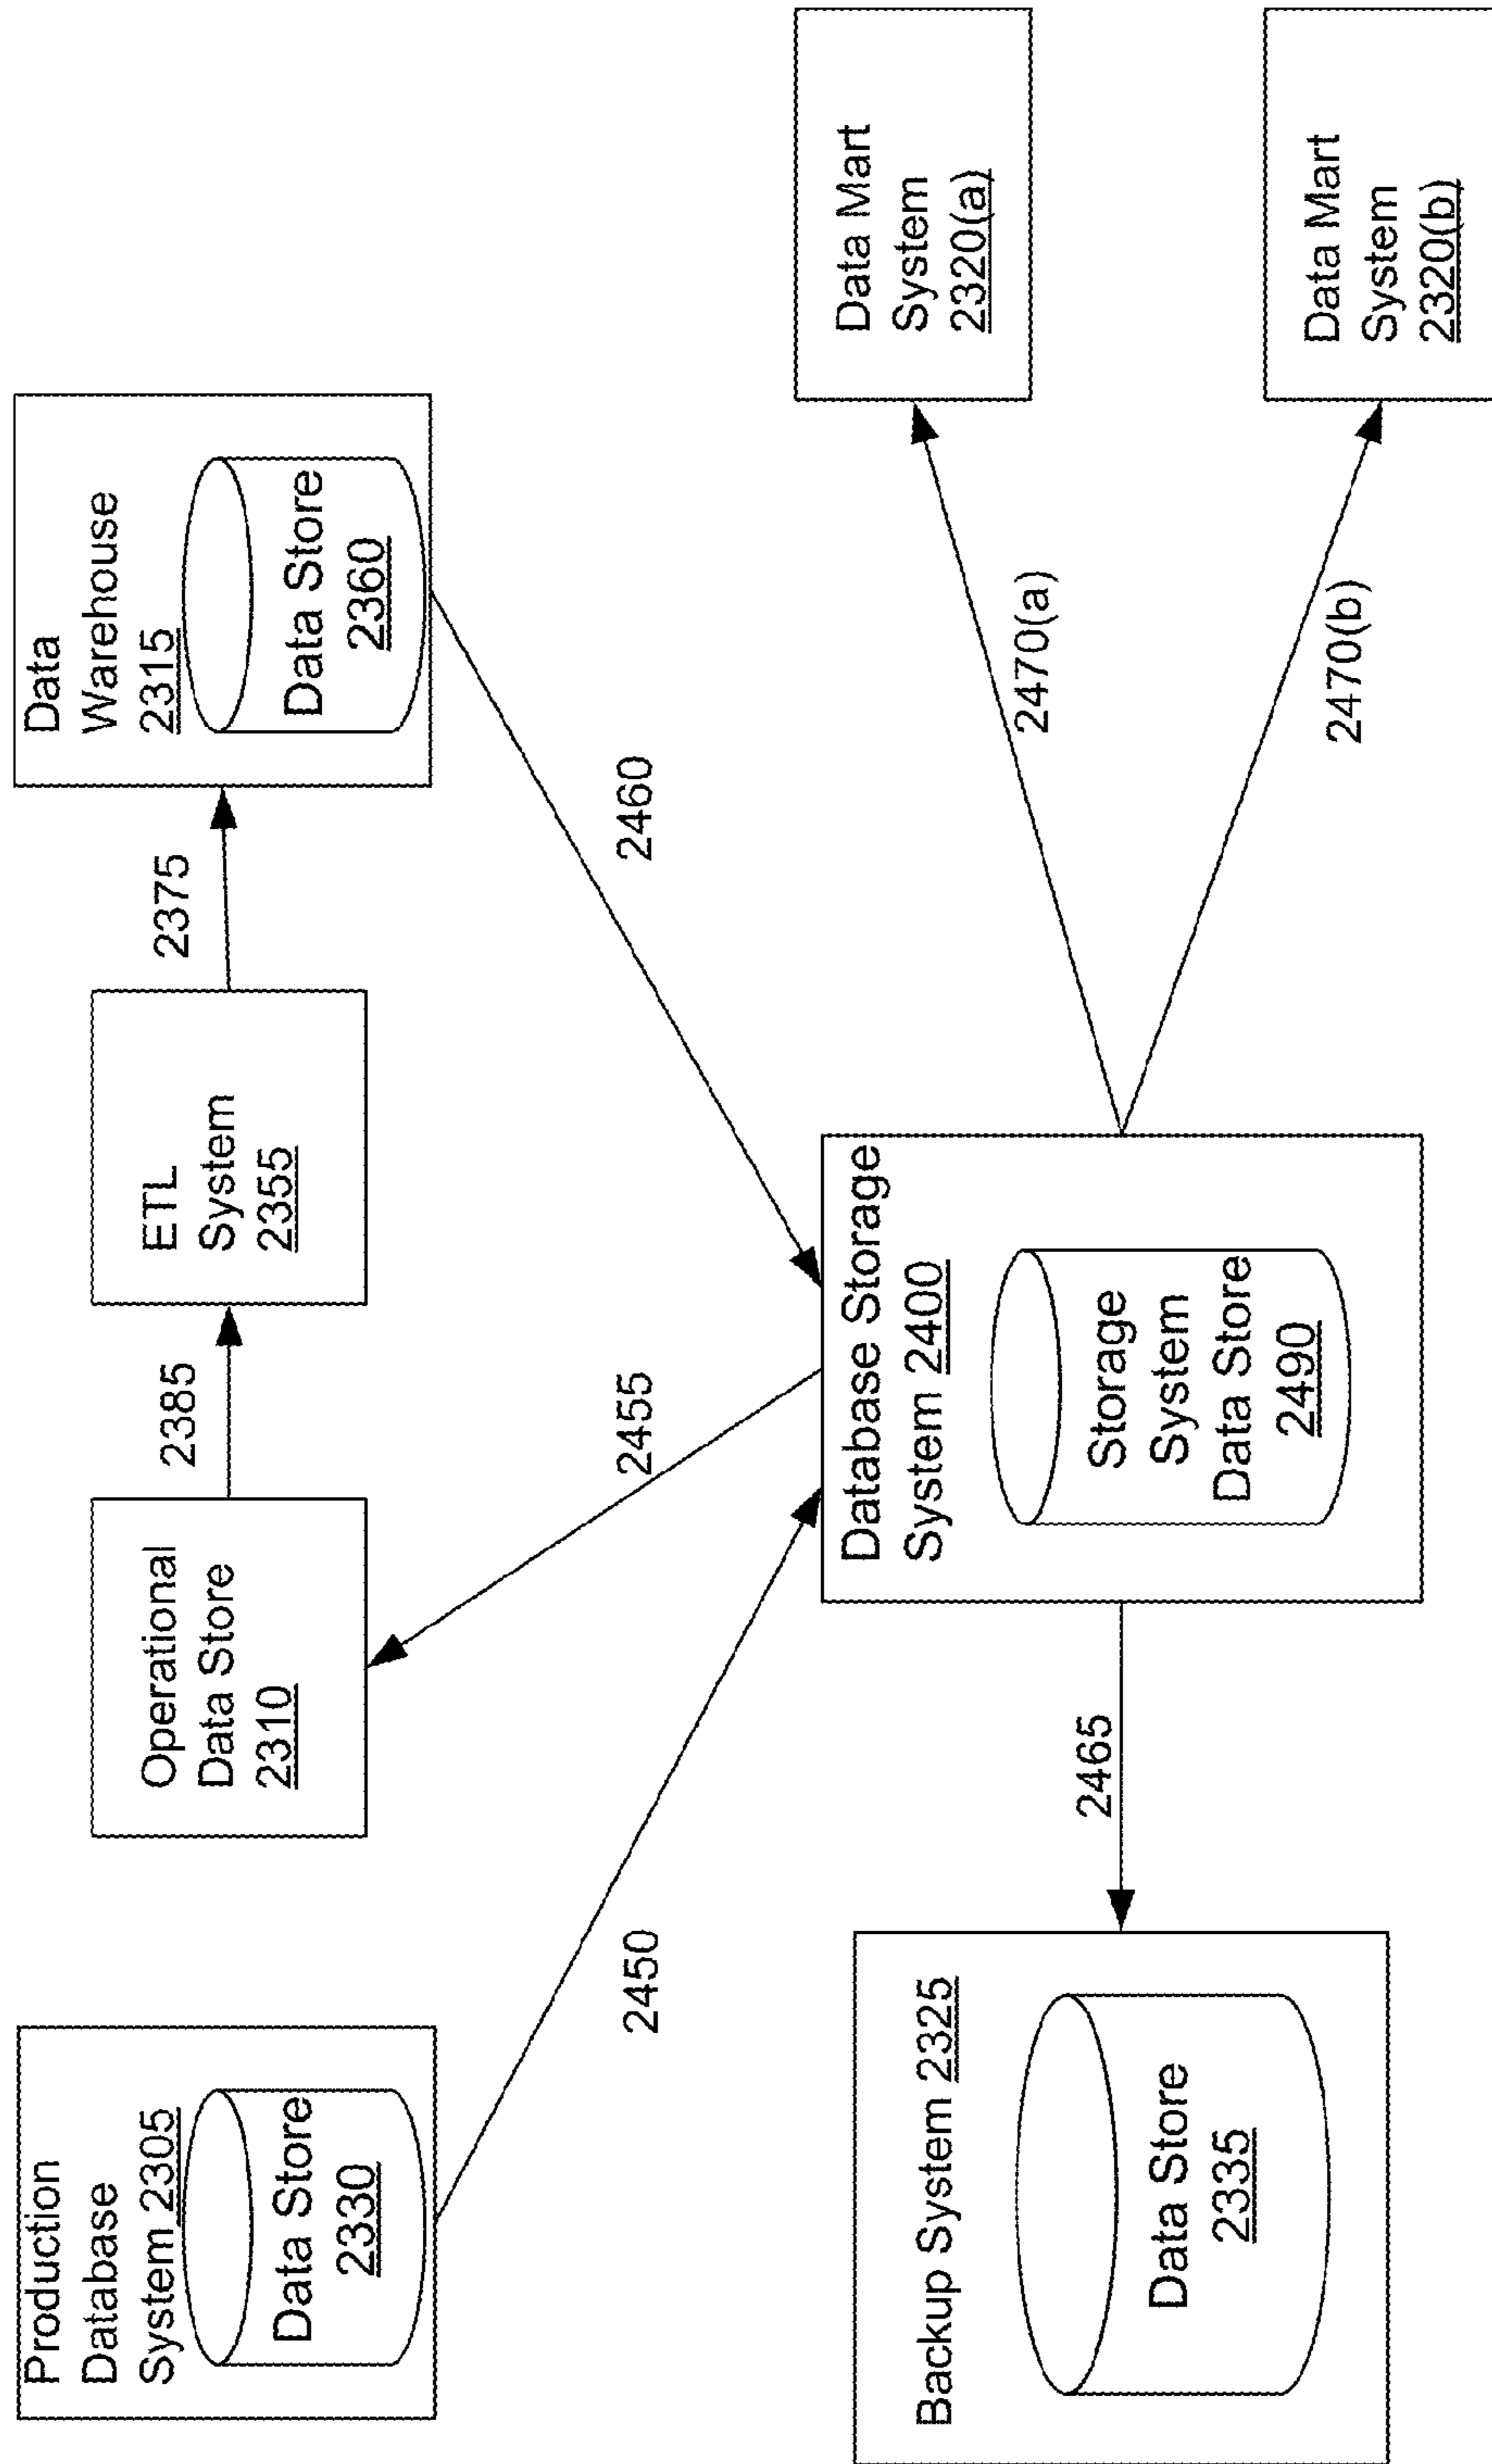 Production
Database
System 2305
Data Store
2330
Operational
Data Store
2310
2385
ETL
System
2355
2375
Data
Warehouse
2315
Data Store
2360
2450
2455
2460
Backup System 2325
Data Store
2335
2465
Database Storage
System 2400
Storage
System
Data Store
2490
2470(a)
2470(b)
Data Mart
System
2320(a)
Data Mart
System
2320(b)